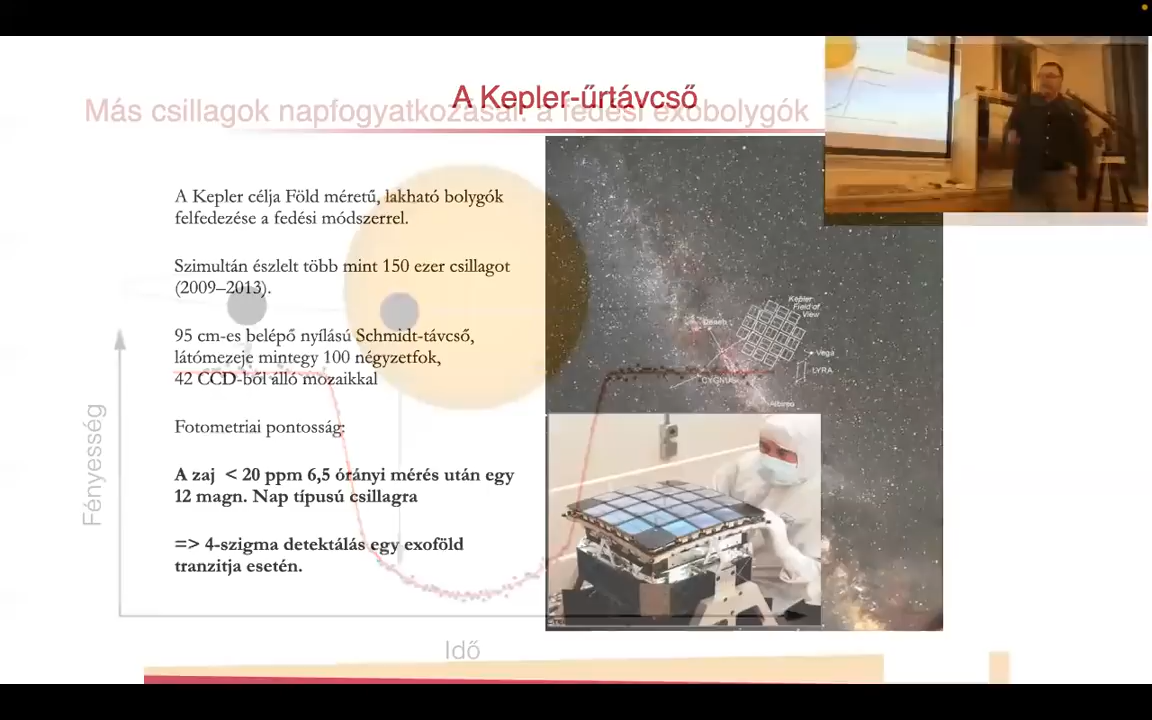 A Kepler-űrtávcső
Más csillagok napfogyatkozásai: a fedési exobolygók
A Kepler célja Föld méretű, lakható bolygók
felfedezése a fedési módszerrel.
Szimultán észlelt több mint 150 ezer csillagot
(2009–2013).
95 cm-es belépő nyílású Schmidt-távcső,
látómezeje mintegy 100 négyzetfok,
42 CCD-ből álló mozaikkal
Fotometriai pontosság:
A zaj < 20 ppm 6,5 órányi mérés után egy
12 magn. Nap típusú csillagra
=> 4-szigma detektálás egy exoföld
tranzitja esetén.
Fényesség
Idő
Kepler
Field of
View
Deneb
Vega
LYRA
CYGNUS
Albireo